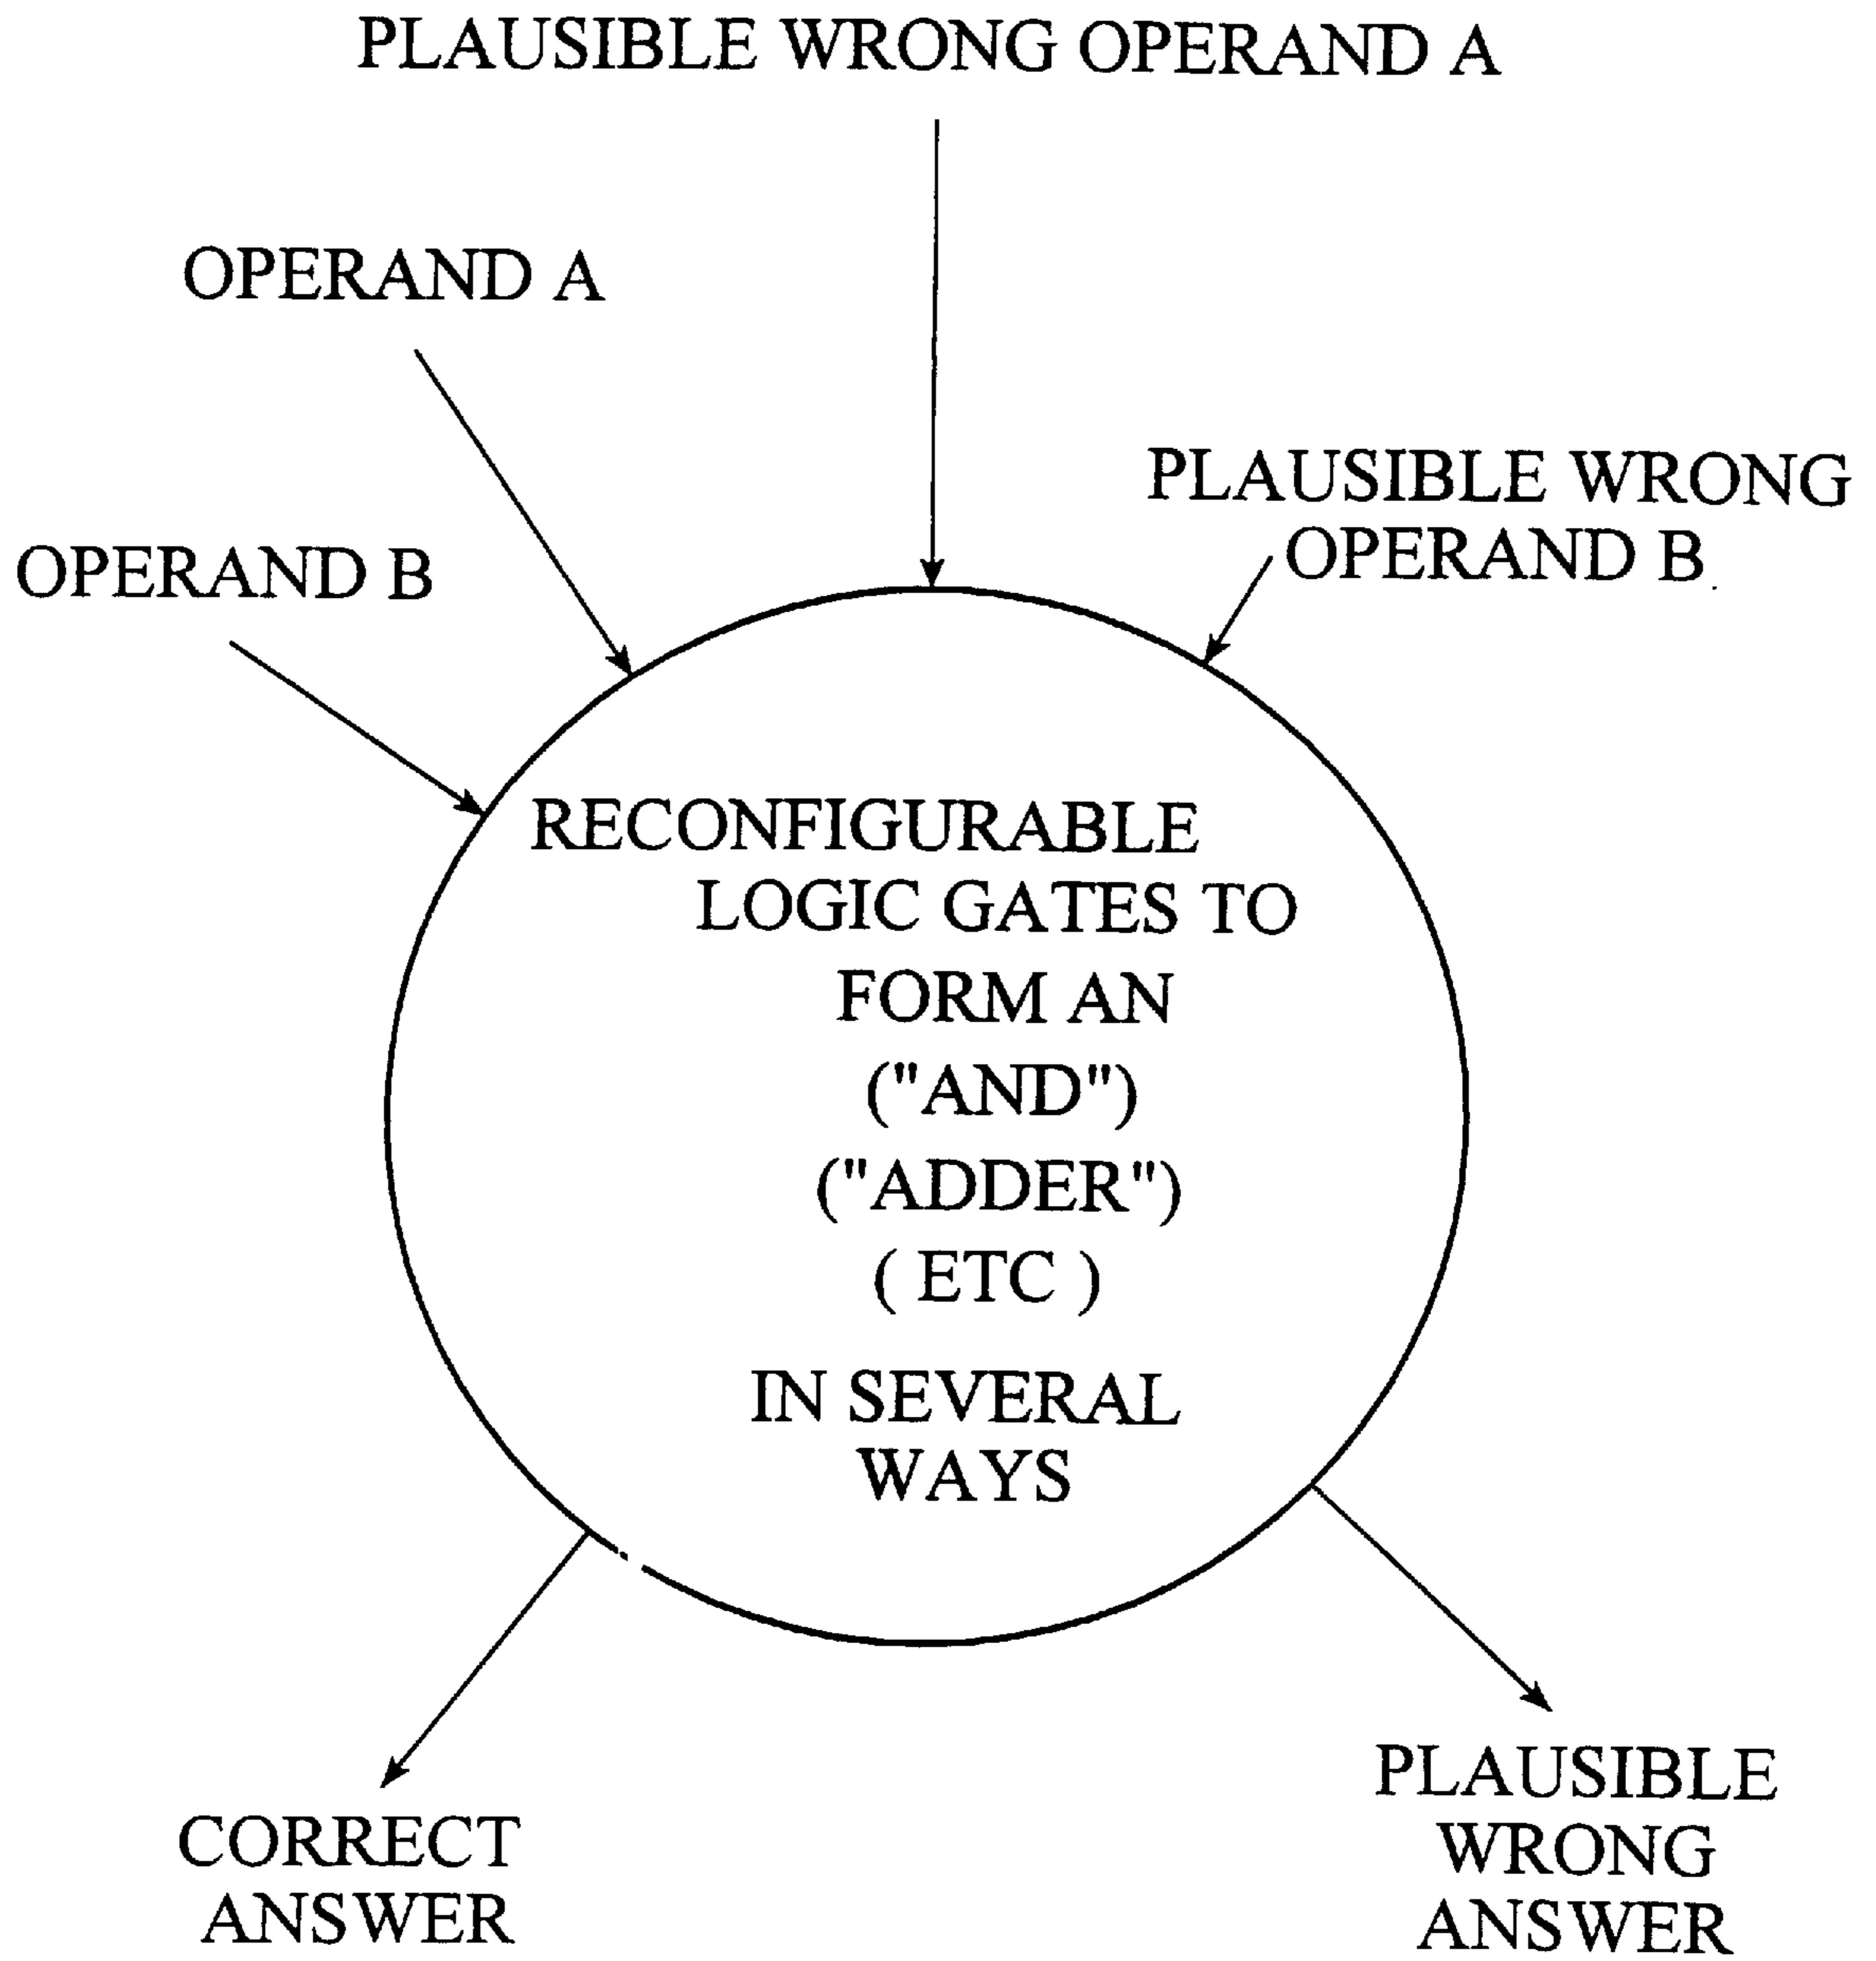 PLAUSIBLE WRONG OPERAND A
OPERAND A
PLAUSIBLE WRONG
OPERAND B
OPERAND B
RECONFIGURABLE
LOGIC GATES TO
FORM AN
("AND")
("ADDER")
( ETC )
IN SEVERAL
WAYS
CORRECT
ANSWER
PLAUSIBLE
WRONG
ANSWER